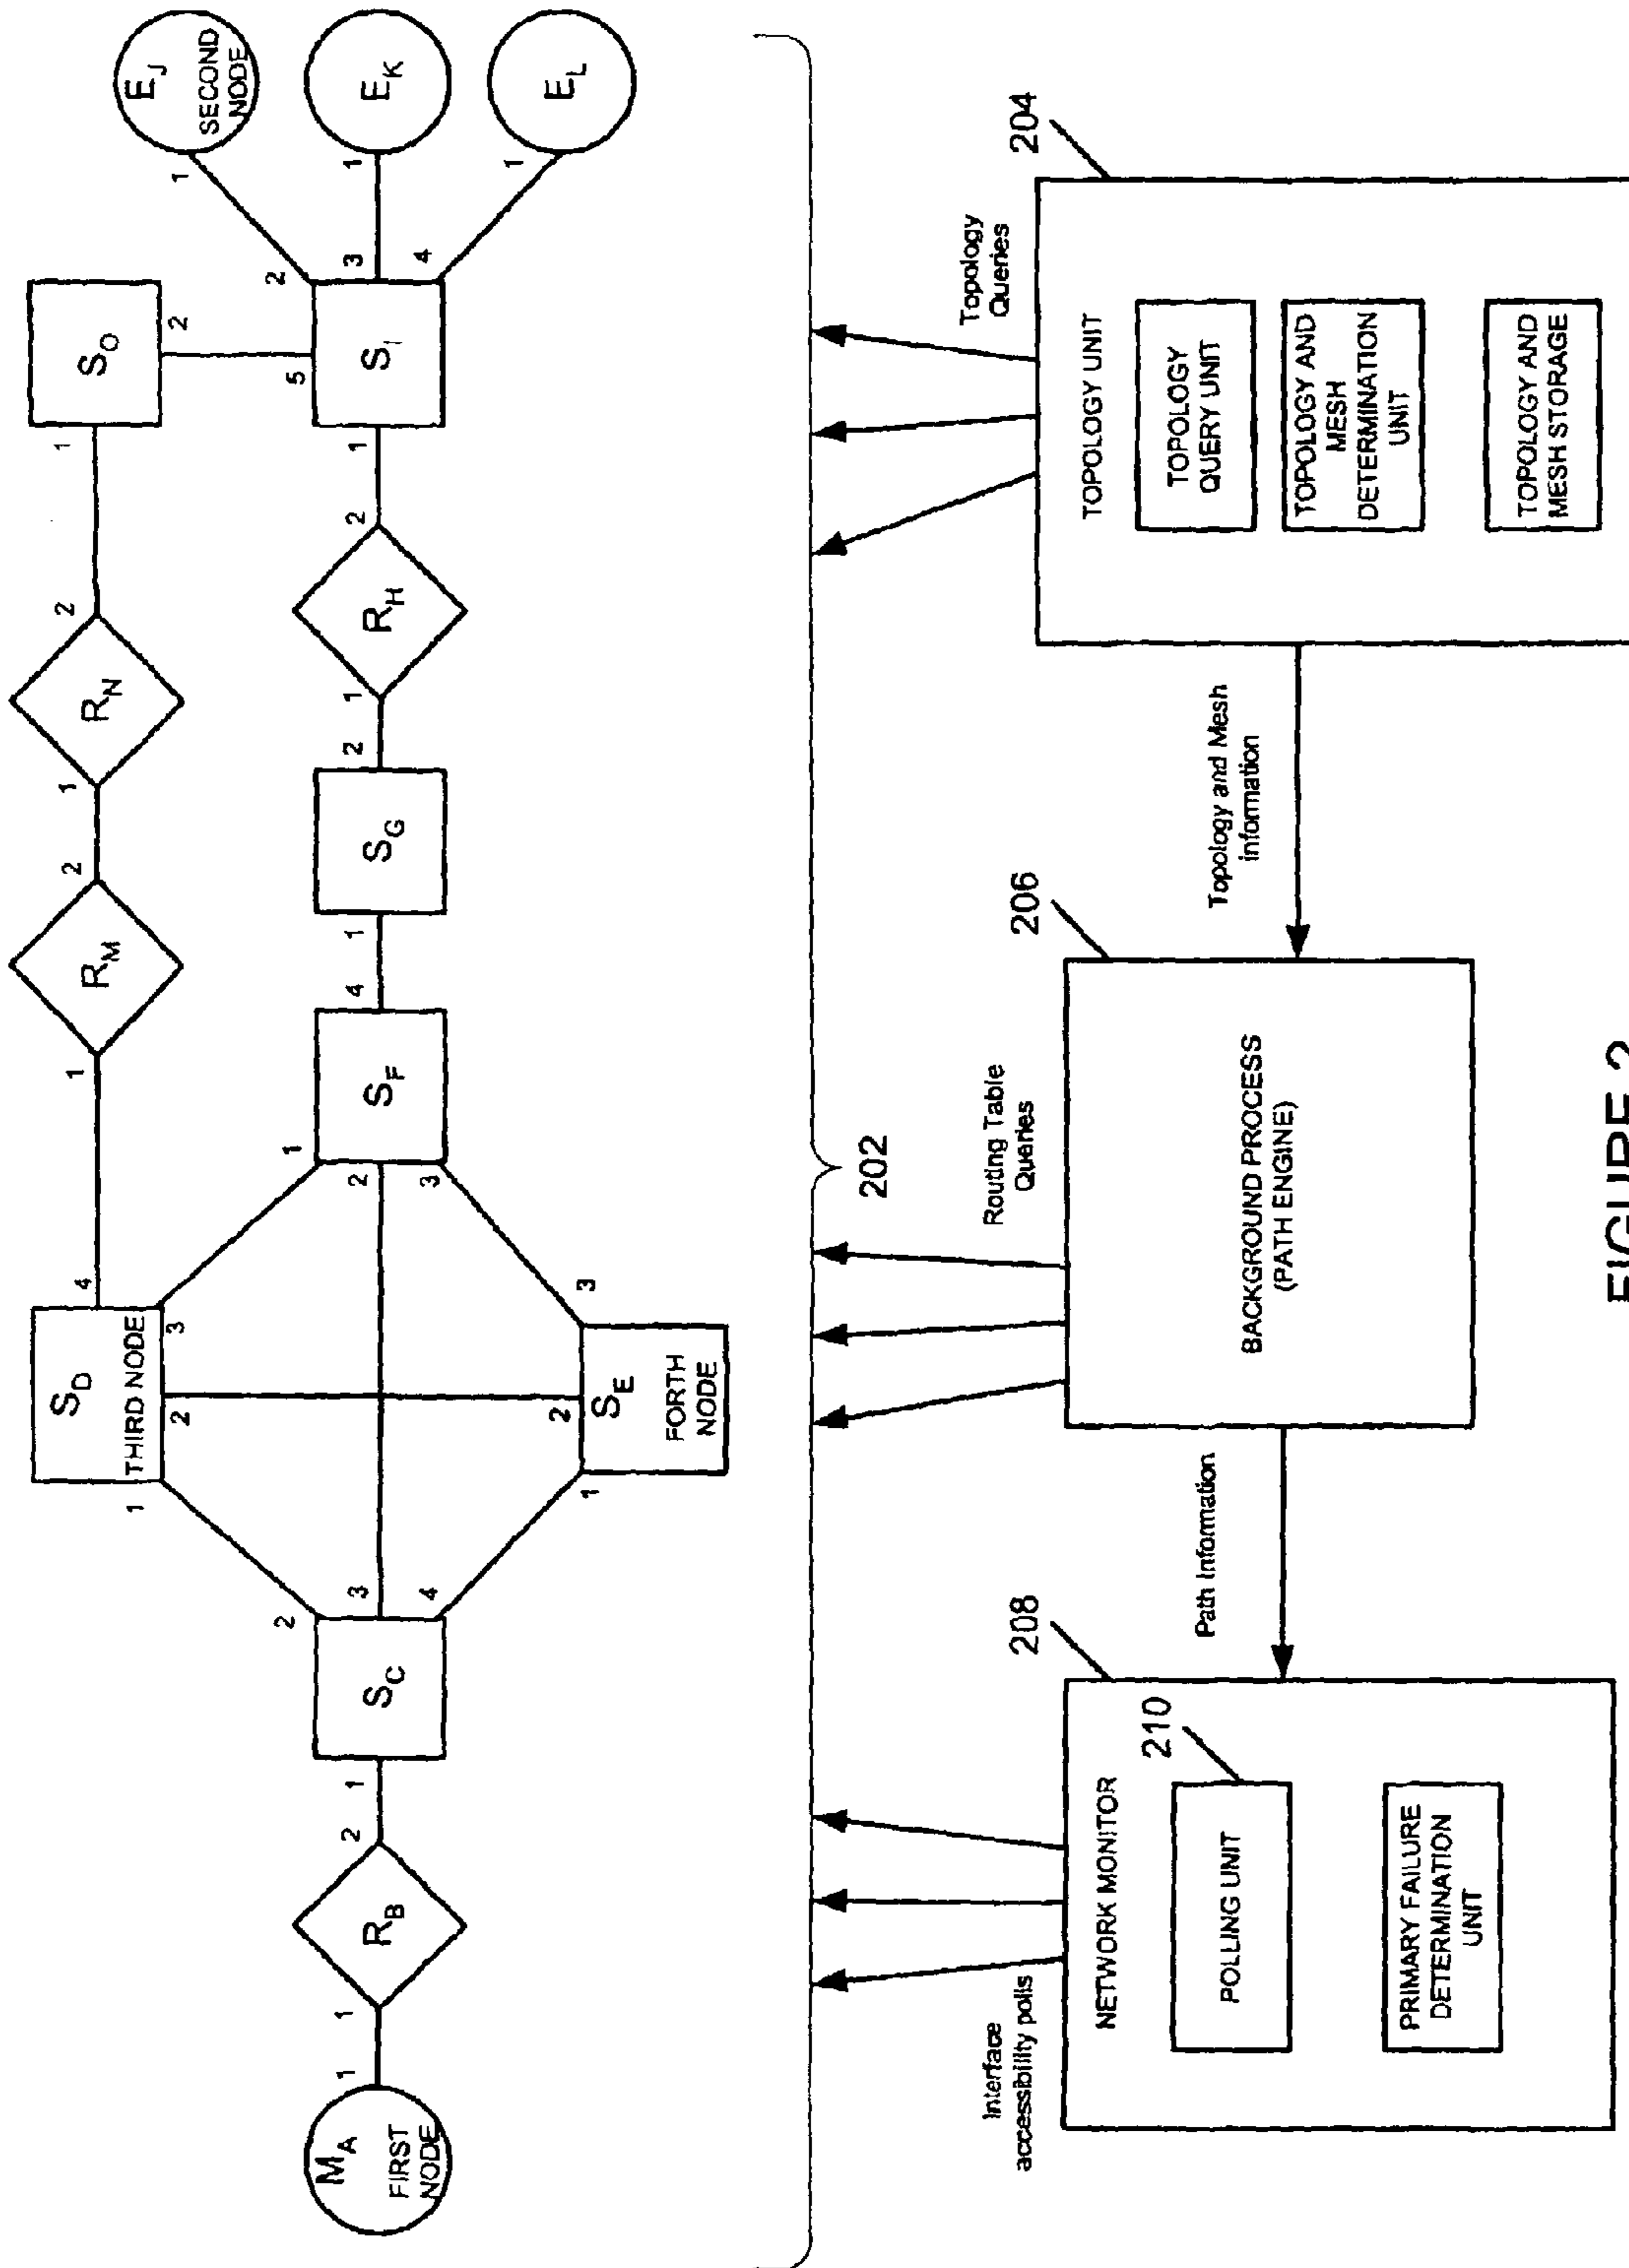 S_D
THIRD NODE
1
2
3
4
1
R_M
2
1
R_N
2
1
S_O
2
E_J
SECOND
NODE
1
M_A
FIRST
NODE
1
1
R_B
2
1
S_C
2
3
4
1
2
3
S_F
4
1
S_G
2
1
R_H
2
1
S_I
5
2
3
4
1
E_K
1
E_L
1
2
3
S_E
FORTH
NODE
202
Interface
accessibility polls
208
NETWORK MONITOR
210
POLLING UNIT
PRIMARY FAILURE
DETERMINATION
UNIT
Path Information
Routing Table
Queries
206
BACKGROUND PROCESS
(PATH ENGINE)
Topology and Mesh
information
Topology
Queries
204
TOPOLOGY UNIT
TOPOLOGY
QUERY UNIT
TOPOLOGY AND
MESH
DETERMINATION
UNIT
TOPOLOGY AND
MESH STORAGE
FIGURE 2